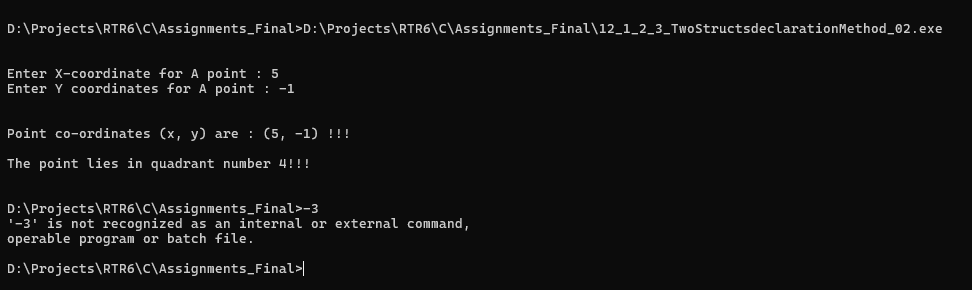 D:\Projects\RTR6\C\Assignments_Final>D:\Projects\RTR6\C\Assignments_Final\12_1_2_3_TwoStructsdeclarationMethod_02.exe
Enter X-coordinate for A point : 5
Enter Y coordinates for A point : -1
Point co-ordinates (x, y) are : (5, -1) !!!
The point lies in quadrant number 4!!!
D:\Projects\RTR6\C\Assignments_Final>-3
'-3' is not recognized as an internal or external command,
operable program or batch file.
D:\Projects\RTR6\C\Assignments_Final>